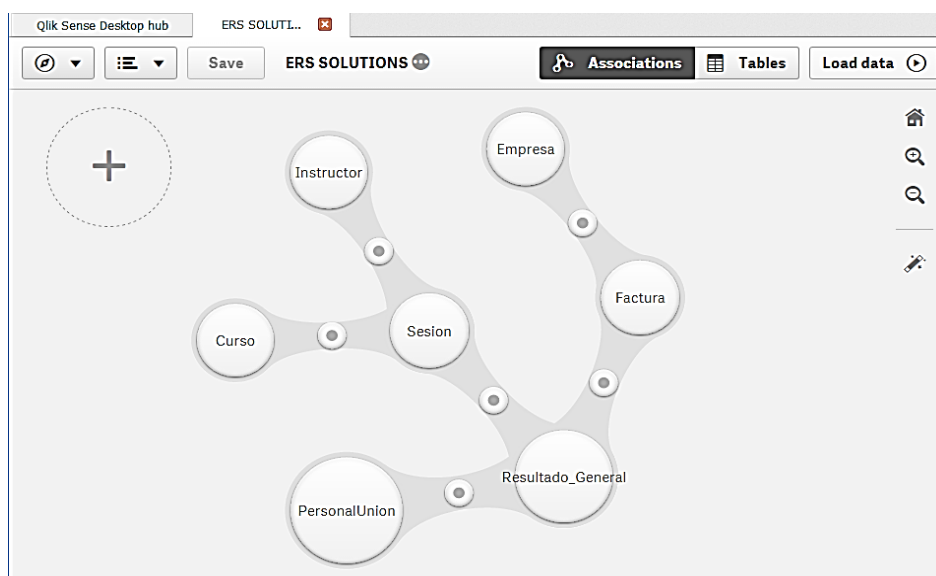 Qlik Sense Desktop hub
ERS SOLUTI...
Save
ERS SOLUTIONS
Associations
Tables
Load data
Instructor
Empresa
Factura
Curso
Sesion
Resultado_General
PersonalUnion